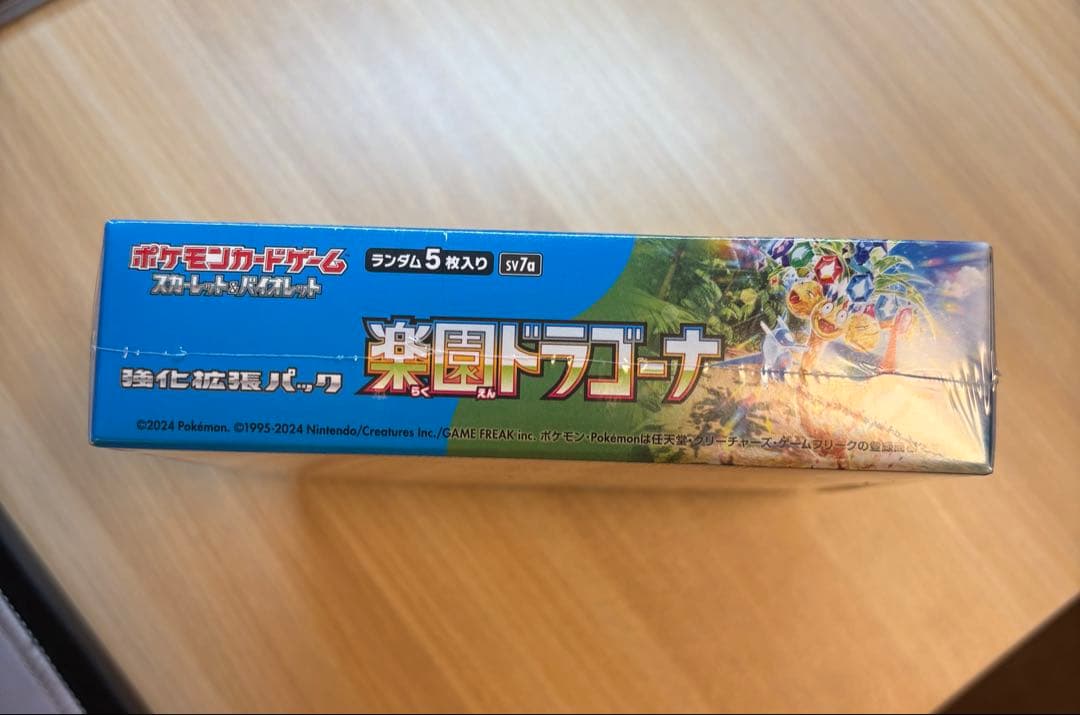 ポケモンカードゲーム
スカーレット&バイオレット
ランダム5枚入り
SV7a
強化拡張パック
楽園ドラゴーナ
らく えん
©2024 Pokémon. ©1995-2024 Nintendo/Creatures Inc./GAME FREAK inc. ポケモン・Pokémonは任天堂・クリーチャーズ・ゲームフリークの登録商